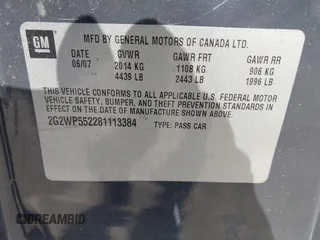 GM
MFD BY GENERAL MOTORS OF CANADA LTD.
DATE GVWR GAWR FRT GAWR RR
06/07 2014 KG 1108 KG 906 KG
4439 LB 2443 LB 1996 LB
THIS VEHICLE CONFORMS TO ALL APPLICABLE U.S. FEDERAL MOTOR
VEHICLE SAFETY, BUMPER, AND THEFT PREVENTION STANDARDS IN
EFFECT ON THE DATE OF MANUFACTURE SHOWN ABOVE.
2G2WP552281113384 TYPE: PASS CAR
DREAMBID